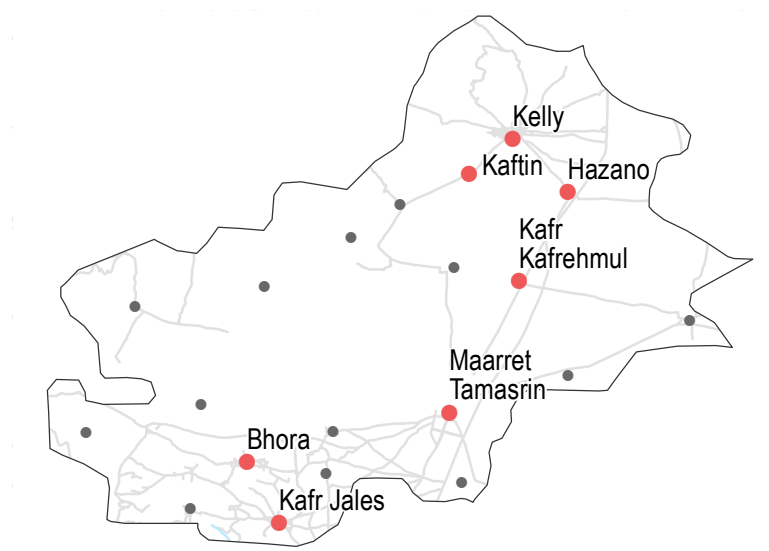 Kelly
Kaftin
Hazano
Kafr
Kafrehmul
Maarret
Tamasrin
Bhora
Kafr Jales